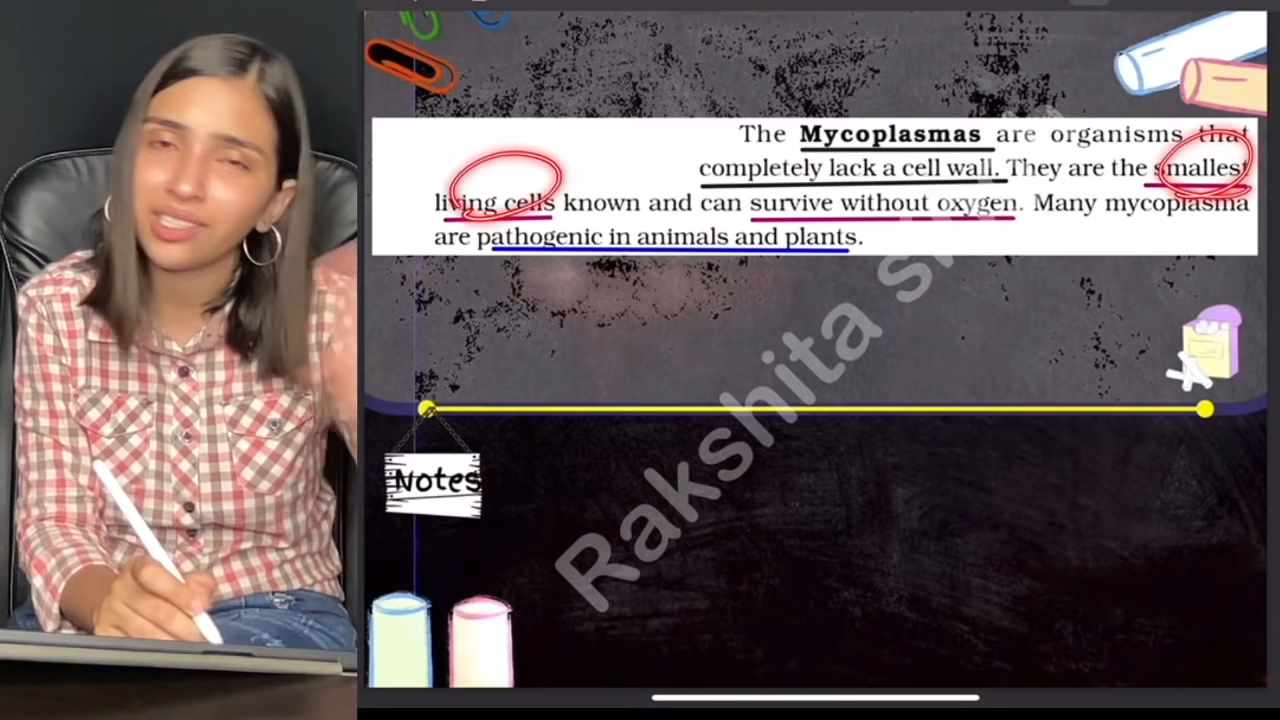 The Mycoplasmas are organisms that
completely lack a cell wall. They are the smallest
living cells known and can survive without oxygen. Many mycoplasma
are pathogenic in animals and plants.
Notes
Rakshita